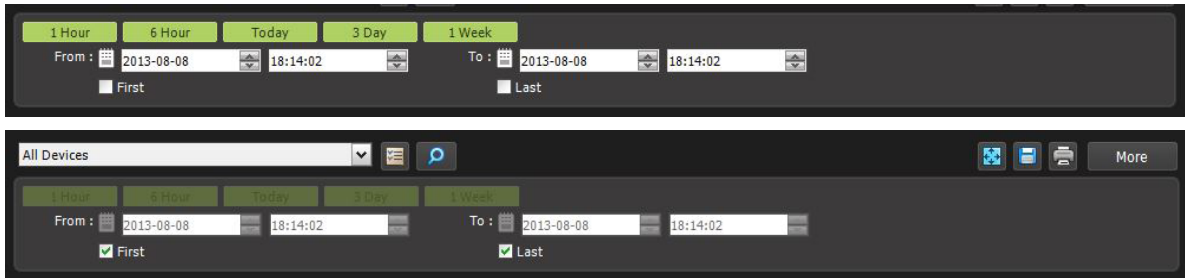 1 Hour 6 Hour Today 3 Day 1 Week
From : 2013-08-08 18:14:02 To : 2013-08-08 18:14:02
First Last
All Devices More
1 Hour 6 Hour Today 3 Day 1 Week
From : 2013-08-08 18:14:02 To : 2013-08-08 18:14:02
First Last